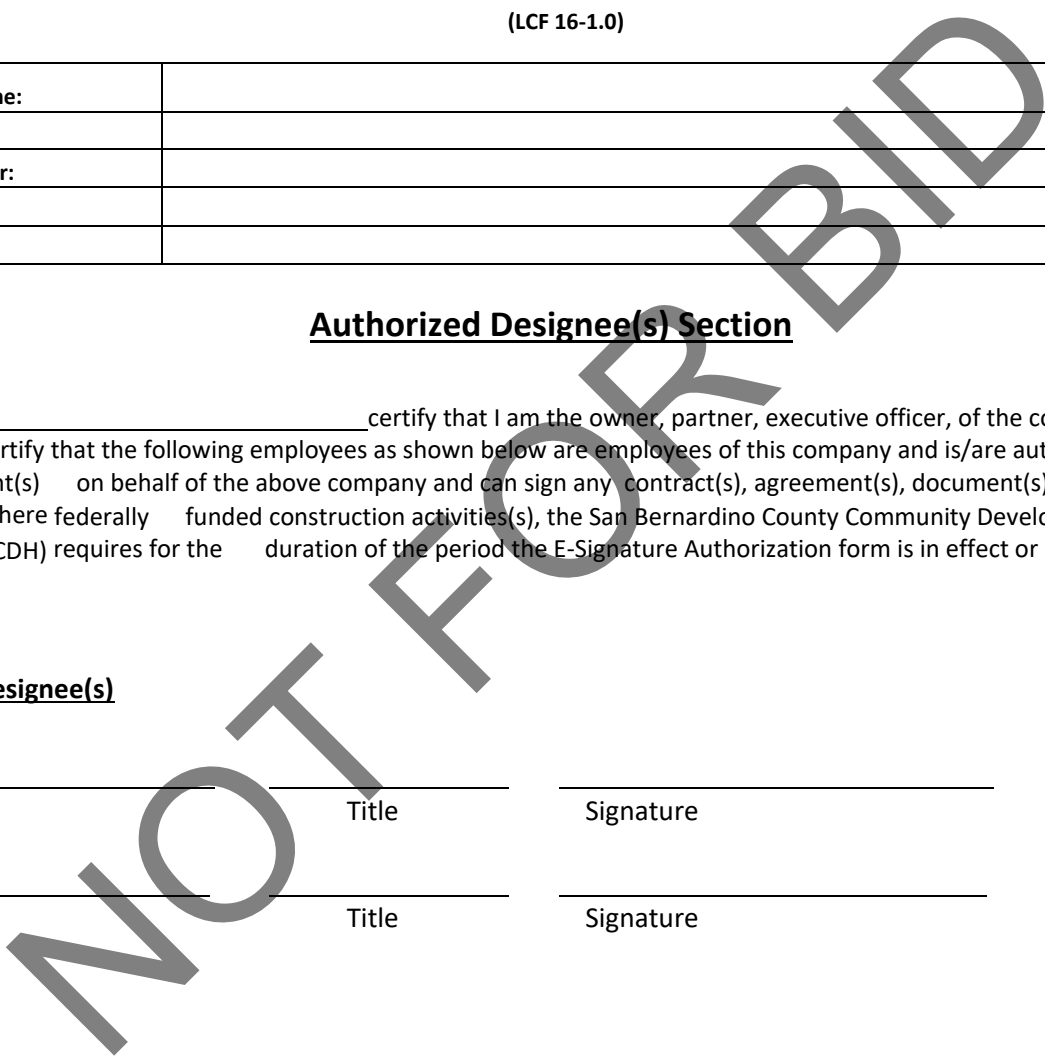 (LCF 16-1.0)
ne:
r:
Authorized Designee(s) Section
certify that I am the owner, partner, executive officer, of the co
rtify that the following employees as shown below are employees of this company and is/are aut
nt(s) on behalf of the above company and can sign any contract(s), agreement(s), document(s)
here federally funded construction activities(s), the San Bernardino County Community Develo
CDH) requires for the duration of the period the E-Signature Authorization form is in effect or
esignee(s)
Title Signature
Title Signature
NOT FOR BID